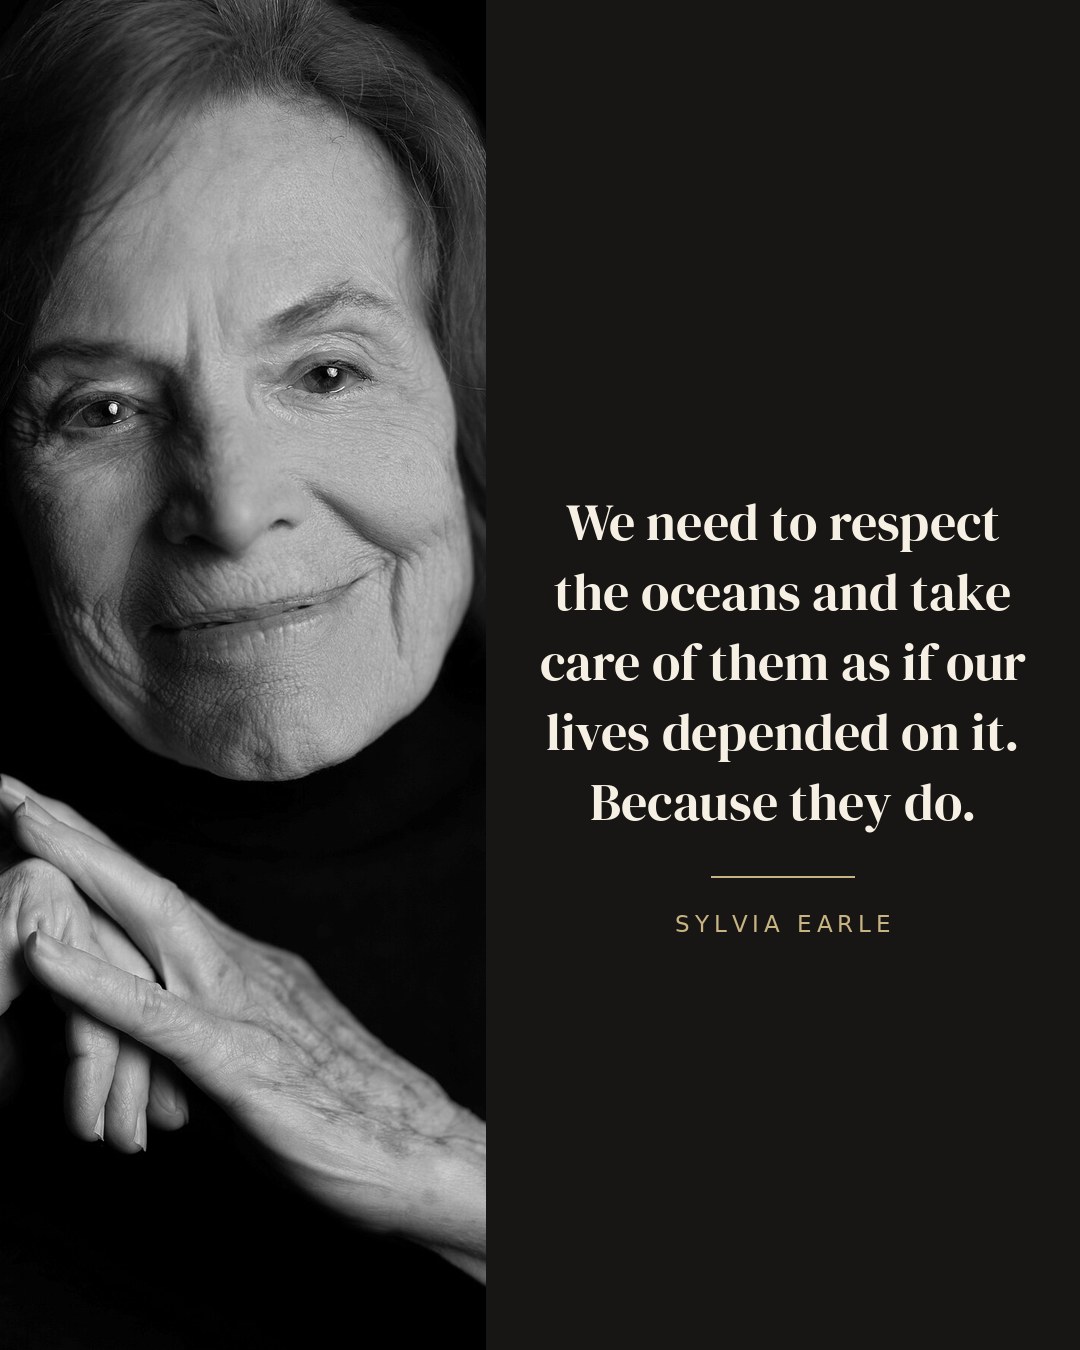 We need to respect
the oceans and take
care of them as if our
lives depended on it.
Because they do.
SYLVIA EARLE